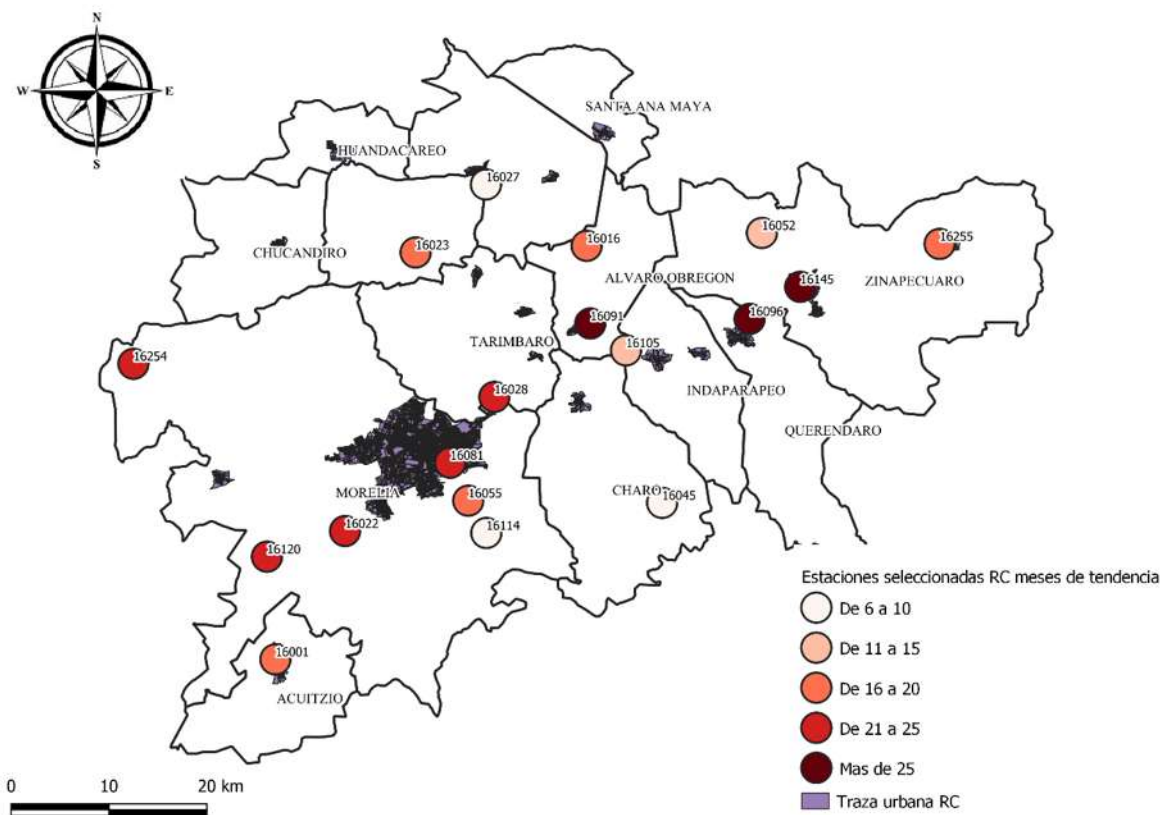 N
W
E
S
SANTA ANA MAYA
HUANDACAREO
16027
16052
16255
CHUCANDIRO
16023
16016
ALVARO OBREGON
ZINAPECUARO
16145
16096
16091
TARIMBARO
16105
16254
INDAPARAPEO
16028
QUERENDARO
16081
MORELIA
16055
CHARO
16045
16022
16114
16120
16001
ACUITZIO
Estaciones seleccionadas RC meses de tendencia
De 6 a 10
De 11 a 15
De 16 a 20
De 21 a 25
Mas de 25
Traza urbana RC
0 10 20 km